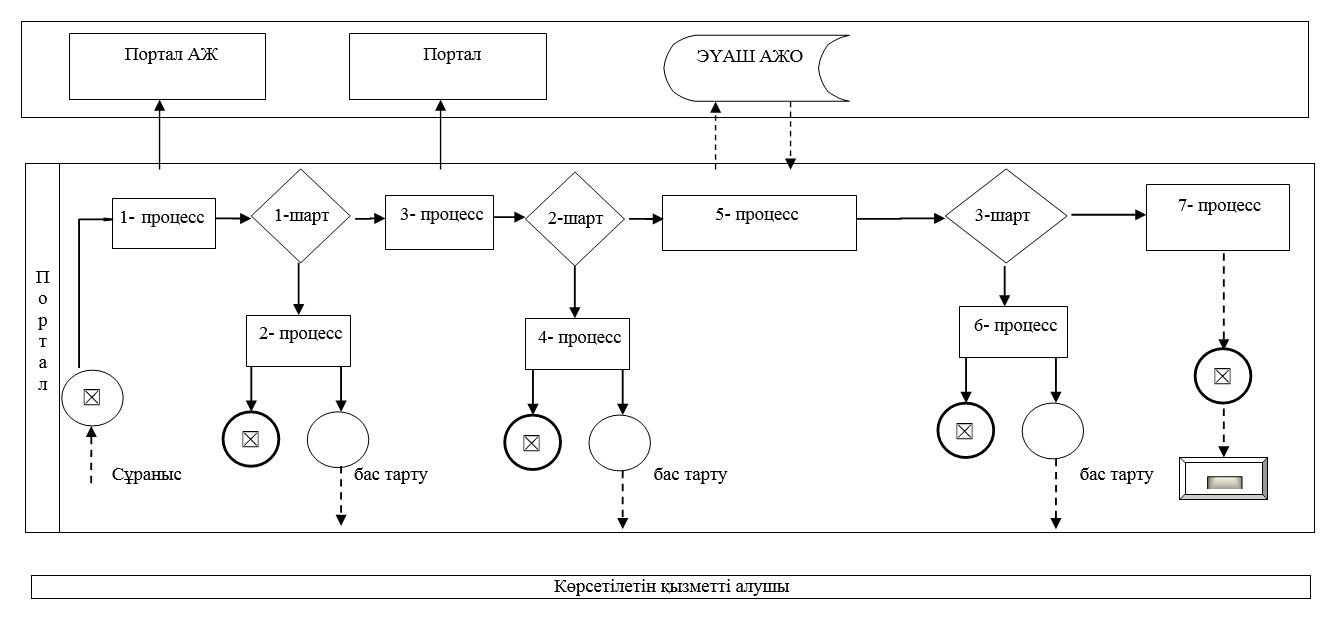 Портал АЖ
Портал
ЭҮАШ АЖО
Портал
1- процесс
1-шарт
3- процесс
2-шарт
5- процесс
3-шарт
7- процесс
2- процесс
4- процесс
6- процесс
Сұраныс
бас тарту
бас тарту
бас тарту
Көрсетілетін қызметті алушы